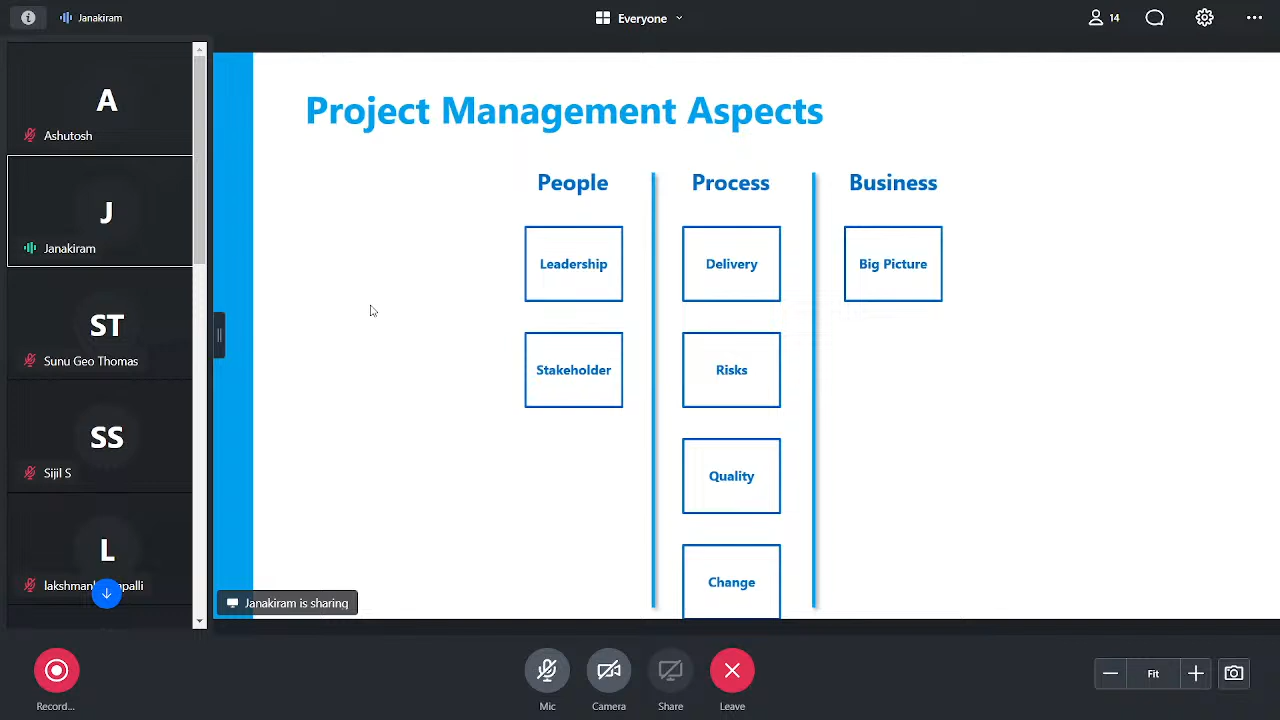 Janakiram
Everyone
14
A
Ashutosh
J
Janakiram
ST
Sunu Geo Thomas
SS
Sijil S
L
Project Management Aspects
People Process Business
Leadership Delivery Big Picture
Stakeholder Risks
Quality
Change
Janakiram is sharing
Record...
Mic
Camera
Share
Leave
Fit